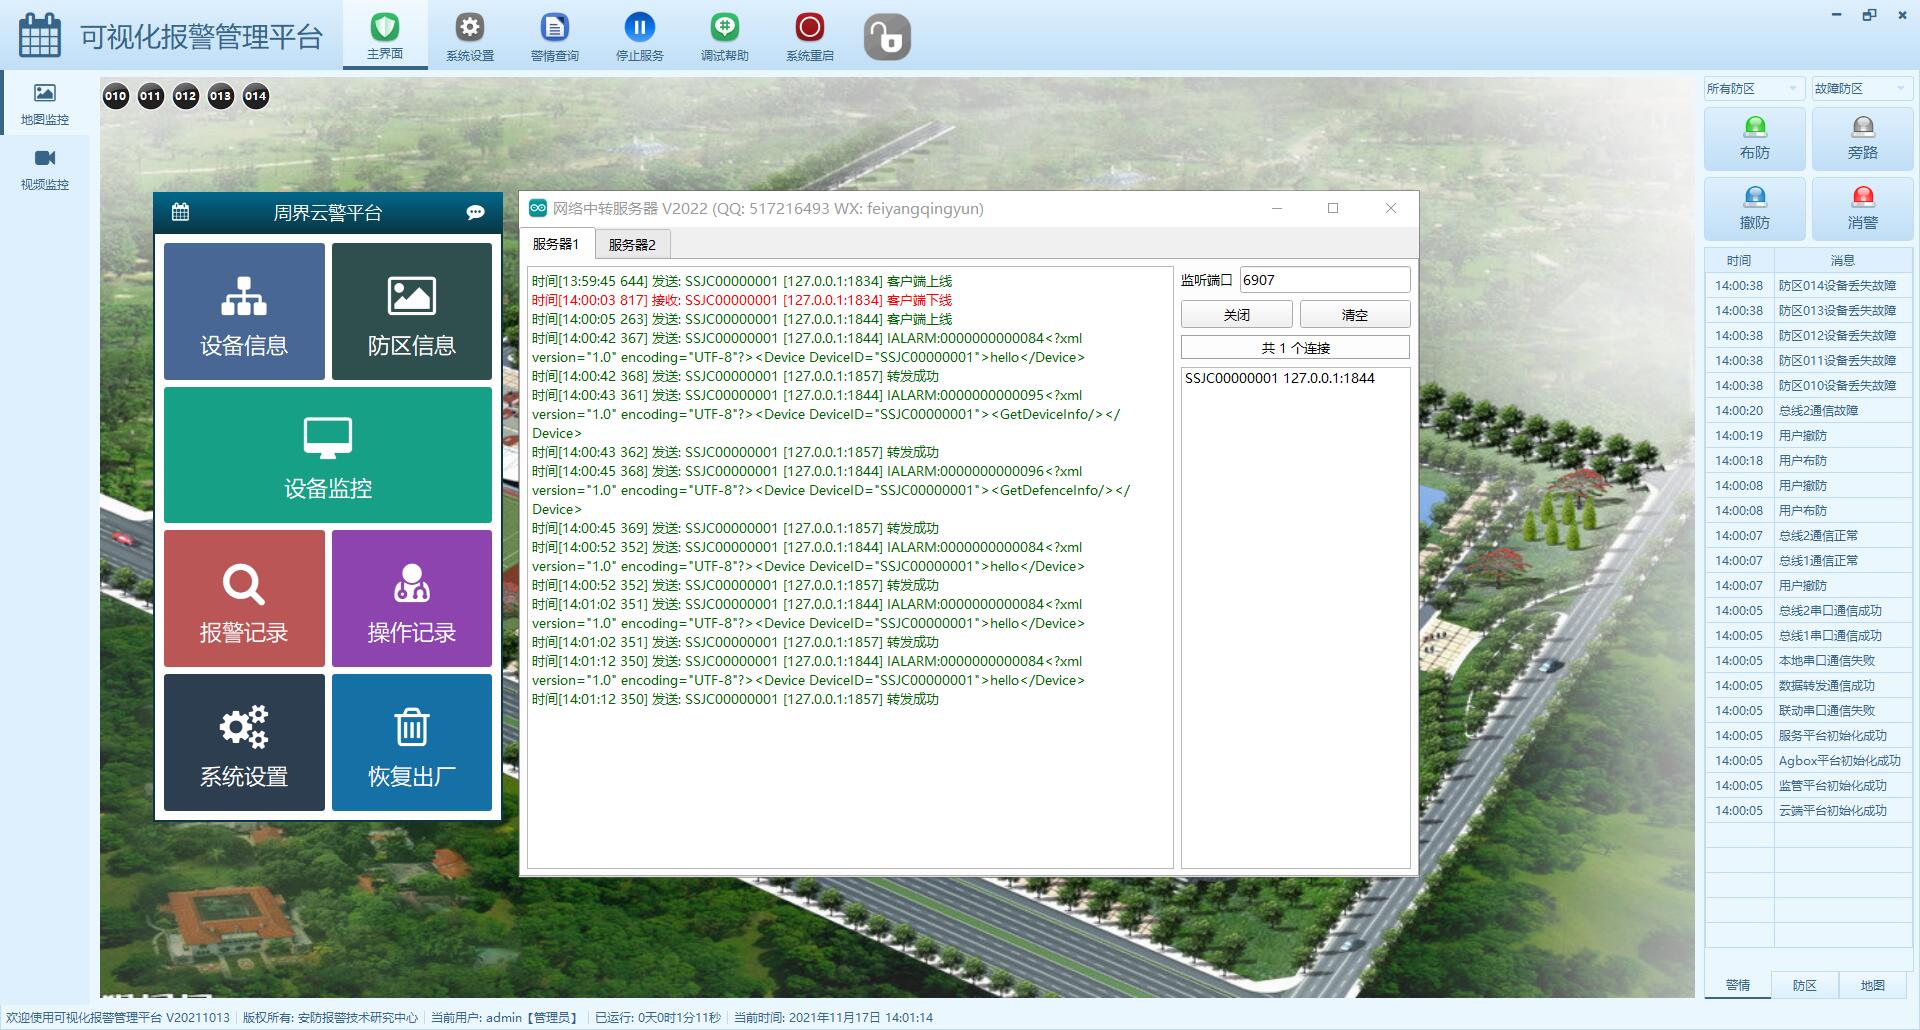 可视化报警管理平台
主界面
系统设置
警情查询
停止服务
调试帮助
系统重启
地图监控
视频监控
010 011 012 013 014
周界云警平台
设备信息
防区信息
设备监控
报警记录
操作记录
系统设置
恢复出厂
网络中转服务器 V2022 (QQ: 517216493 WX: feiyangqingyun)
服务器1
服务器2
时间[13:59:45 644] 发送: SSJC00000001 [127.0.0.1:1834] 客户端上线
时间[14:00:03 817] 接收: SSJC00000001 [127.0.0.1:1834] 客户端下线
时间[14:00:05 263] 发送: SSJC00000001 [127.0.0.1:1844] 客户端上线
时间[14:00:42 367] 发送: SSJC00000001 [127.0.0.1:1844] IALARM:0000000000084<?xml
version="1.0" encoding="UTF-8"?><Device DeviceID="SSJC00000001">hello</Device>
时间[14:00:42 368] 发送: SSJC00000001 [127.0.0.1:1857] 转发成功
时间[14:00:43 361] 发送: SSJC00000001 [127.0.0.1:1844] IALARM:0000000000095<?xml
version="1.0" encoding="UTF-8"?><Device DeviceID="SSJC00000001"><GetDeviceInfo/></
Device>
时间[14:00:43 362] 发送: SSJC00000001 [127.0.0.1:1857] 转发成功
时间[14:00:45 368] 发送: SSJC00000001 [127.0.0.1:1844] IALARM:0000000000096<?xml
version="1.0" encoding="UTF-8"?><Device DeviceID="SSJC00000001"><GetDefenceInfo/></
Device>
时间[14:00:45 369] 发送: SSJC00000001 [127.0.0.1:1857] 转发成功
时间[14:00:52 352] 发送: SSJC00000001 [127.0.0.1:1844] IALARM:0000000000084<?xml
version="1.0" encoding="UTF-8"?><Device DeviceID="SSJC00000001">hello</Device>
时间[14:00:52 352] 发送: SSJC00000001 [127.0.0.1:1857] 转发成功
时间[14:01:02 351] 发送: SSJC00000001 [127.0.0.1:1844] IALARM:0000000000084<?xml
version="1.0" encoding="UTF-8"?><Device DeviceID="SSJC00000001">hello</Device>
时间[14:01:02 351] 发送: SSJC00000001 [127.0.0.1:1857] 转发成功
时间[14:01:12 350] 发送: SSJC00000001 [127.0.0.1:1844] IALARM:0000000000084<?xml
version="1.0" encoding="UTF-8"?><Device DeviceID="SSJC00000001">hello</Device>
时间[14:01:12 350] 发送: SSJC00000001 [127.0.0.1:1857] 转发成功
监听端口 6907
关闭
清空
共 1 个连接
SSJC00000001 127.0.0.1:1844
所有防区
故障防区
布防
旁路
撤防
消警
时间 消息
14:00:38 防区014设备丢失故障
14:00:38 防区013设备丢失故障
14:00:38 防区012设备丢失故障
14:00:38 防区011设备丢失故障
14:00:38 防区010设备丢失故障
14:00:20 总线2通信故障
14:00:19 用户撤防
14:00:18 用户布防
14:00:08 用户撤防
14:00:08 用户布防
14:00:07 总线2通信正常
14:00:07 总线1通信正常
14:00:07 用户撤防
14:00:05 总线2串口通信成功
14:00:05 总线1串口通信成功
14:00:05 本地串口通信失败
14:00:05 数据转发通信成功
14:00:05 联动串口通信失败
14:00:05 服务平台初始化成功
14:00:05 Agbox平台初始化成功
14:00:05 监管平台初始化成功
14:00:05 云端平台初始化成功
警情
防区
地图
欢迎使用可视化报警管理平台 V20211013 版权所有: 安防报警技术研究中心 当前用户: admin【管理员】 已运行: 0天0时1分11秒 当前时间: 2021年11月17日 14:01:14